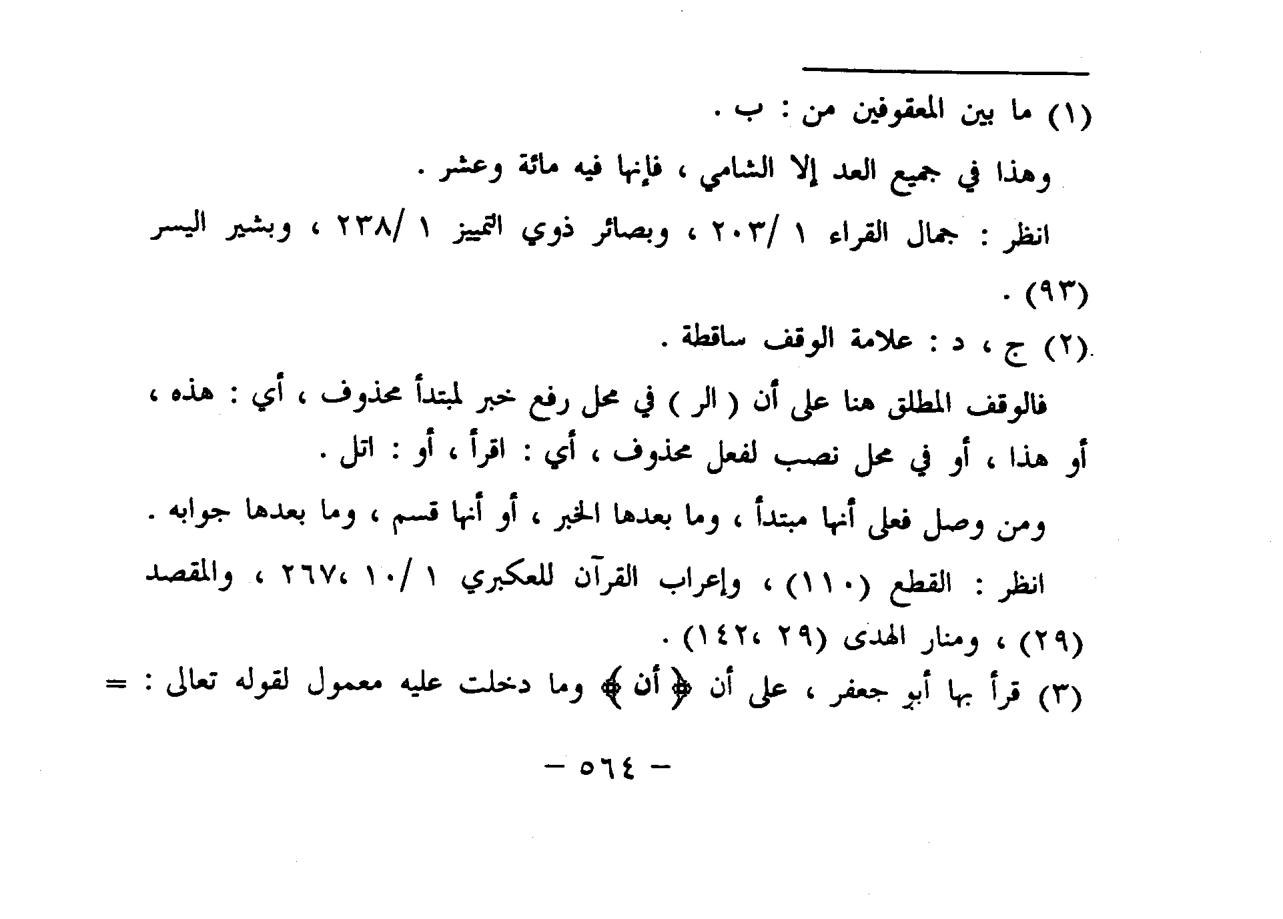 (١) ما بين المعقوفين من : ب .
وهذا في جميع العد إلا الشامي ، فإنها فيه مائة وعشر .
انظر : جمال القراء ١ /٢٠٣ ، وبصائر ذوي التمييز ١ /٢٣٨ ، وبشير اليسر
(٩٣) .
(٢) ج ، د : علامة الوقف ساقطة .
فالوقف المطلق هنا على أن ( الر ) في محل رفع خبر لمبتدأ محذوف ، أي : هذه ،
أو هذا ، أو في محل نصب لفعل محذوف ، أي : اقرأ ، أو : اتل .
ومن وصل فعلى أنها مبتدأ ، وما بعدها الخبر ، أو أنها قسم ، وما بعدها جوابه .
انظر : القطع (١١٠) ، وإعراب القرآن للعكبري ١ /١٠ ،٢٦٧ ، والمقصد
(٢٩) ، ومنار الهدى (٢٩ ،١٤٢) .
(٣) قرأ بها أبو جعفر ، على أن ﴿ أن ﴾ وما دخلت عليه معمول لقوله تعالى : =
– ٥٦٤ –